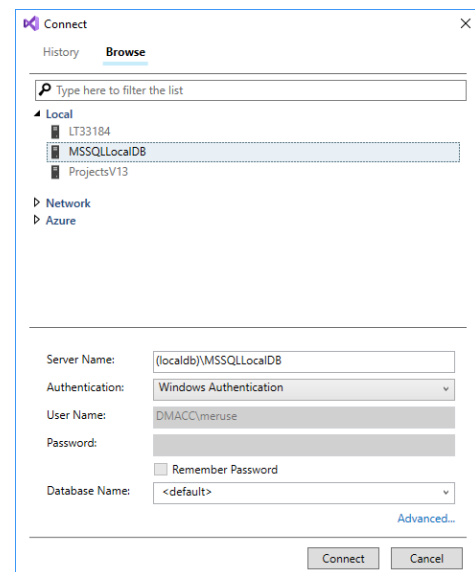 Connect
History Browse
Type here to filter the list
Local
LT33184
MSSQLLocalDB
ProjectsV13
Network
Azure
Server Name: (localdb)\MSSQLLocalDB
Authentication: Windows Authentication
User Name: DMACC\meruse
Password:
Remember Password
Database Name: <default>
Advanced...
Connect Cancel